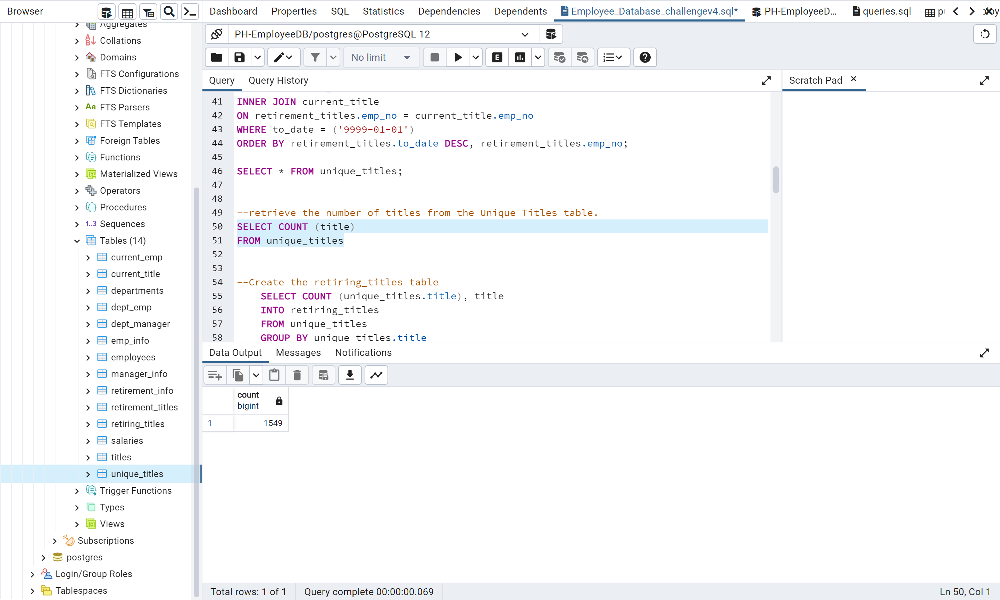 Browser
Dashboard Properties SQL Statistics Dependencies Dependents Employee_Database_challengev4.sql* PH-EmployeeD... queries.sql
Aggregates
Collations
Domains
FTS Configurations
FTS Dictionaries
Aa FTS Parsers
FTS Templates
Foreign Tables
Functions
Materialized Views
Operators
Procedures
1..3 Sequences
Tables (14)
current_emp
current_title
departments
dept_emp
dept_manager
emp_info
employees
manager_info
retirement_info
retirement_titles
retiring_titles
salaries
titles
unique_titles
Trigger Functions
Types
Views
Subscriptions
postgres
Login/Group Roles
Tablespaces
PH-EmployeeDB/postgres@PostgreSQL 12
No limit
E
Query Query History
Scratch Pad
41 INNER JOIN current_title
42 ON retirement_titles.emp_no = current_title.emp_no
43 WHERE to_date = ('9999-01-01')
44 ORDER BY retirement_titles.to_date DESC, retirement_titles.emp_no;
45
46 SELECT * FROM unique_titles;
47
48
49 --retrieve the number of titles from the Unique Titles table.
50 SELECT COUNT (title)
51 FROM unique_titles
52
53
54 --Create the retiring_titles table
55 SELECT COUNT (unique_titles.title), title
56 INTO retiring_titles
57 FROM unique_titles
58 GROUP BY unique_titles.title
Data Output Messages Notifications
count
bigint
1 1549
Total rows: 1 of 1 Query complete 00:00:00.069 Ln 50, Col 1